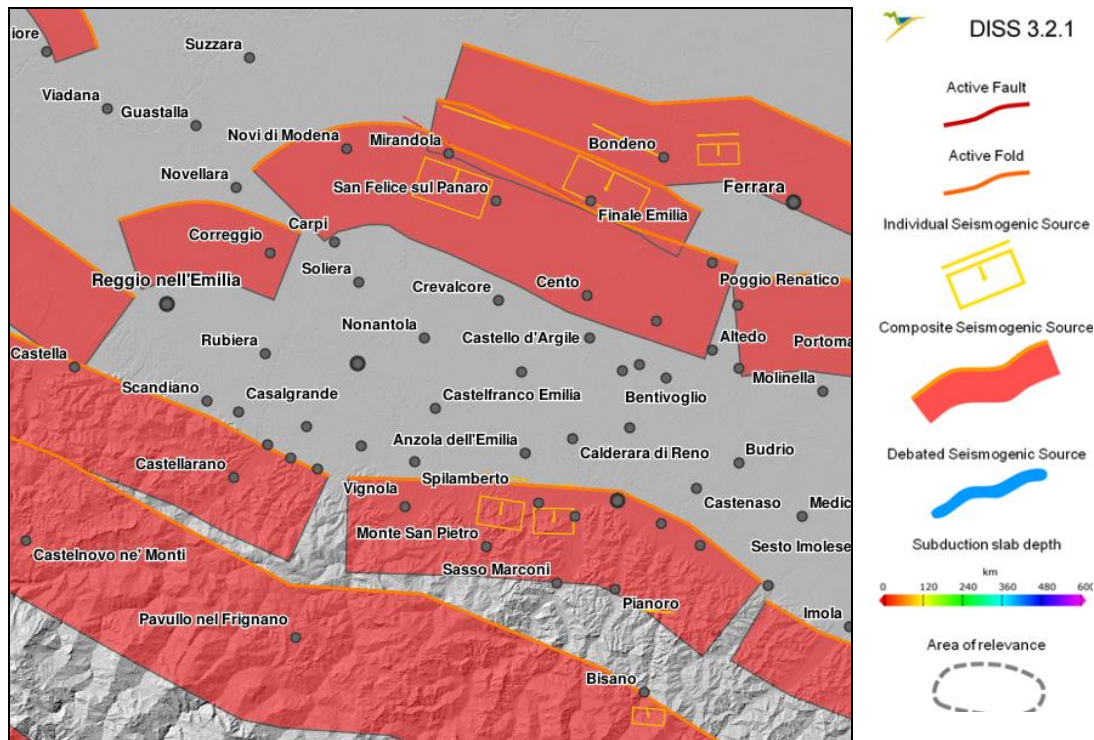 iore
Suzzara
Viadana
Guastalla
Novi di Modena
Mirandola
Bondeno
Novellara
San Felice sul Panaro
Ferrara
Finale Emilia
Carpi
Correggio
Soliera
Reggio nell'Emilia
Crevalcore
Cento
Poggio Renatico
Nonantola
Castello d'Argile
Altedo
Portoma
Rubiera
Castella
Molinella
Scandiano
Casalgrande
Castelfranco Emilia
Bentivoglio
Anzola dell'Emilia
Calderara di Reno
Budrio
Castellarano
Spilamberto
Vignola
Castenaso
Medic
Monte San Pietro
Castelnovo ne' Monti
Sasso Marconi
Sesto Imolese
Pianoro
Imola
Pavullo nel Frignano
Bisano
DISS 3.2.1
Active Fault
Active Fold
Individual Seismogenic Source
Composite Seismogenic Source
Debated Seismogenic Source
Subduction slab depth
km
0 120 240 360 480 600
Area of relevance